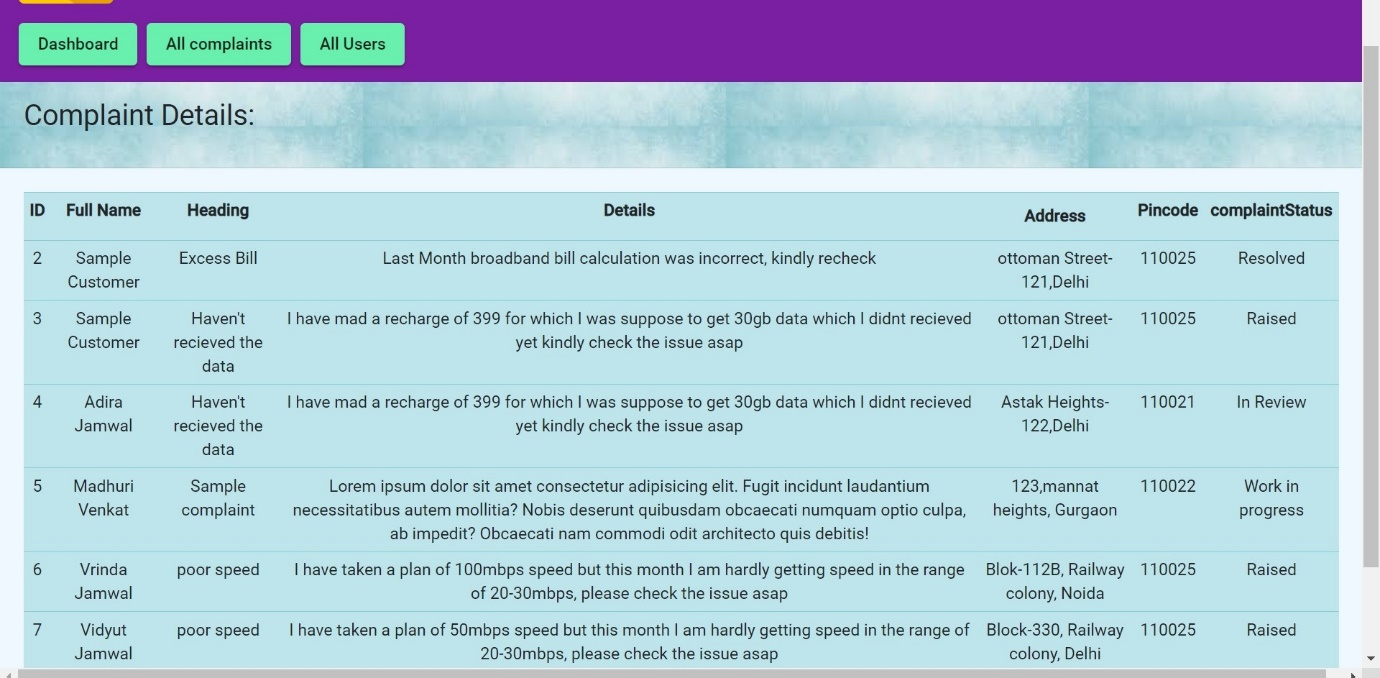 Dashboard All complaints All Users
Complaint Details:
ID Full Name Heading Details Address Pincode complaintStatus
2 Sample Excess Bill Last Month broadband bill calculation was incorrect, kindly recheck ottoman Street- 110025 Resolved
Customer 121,Delhi
3 Sample Haven't I have mad a recharge of 399 for which I was suppose to get 30gb data which I didnt recieved ottoman Street- 110025 Raised
Customer recieved the yet kindly check the issue asap 121,Delhi
data
4 Adira Haven't I have mad a recharge of 399 for which I was suppose to get 30gb data which I didnt recieved Astak Heights- 110021 In Review
Jamwal recieved the yet kindly check the issue asap 122,Delhi
data
5 Madhuri Sample Lorem ipsum dolor sit amet consectetur adipisicing elit. Fugit incidunt laudantium 123,mannat 110022 Work in
Venkat complaint necessitatibus autem mollitia? Nobis deserunt quibusdam obcaecati numquam optio culpa, heights, Gurgaon progress
ab impedit? Obcaecati nam commodi odit architecto quis debitis!
6 Vrinda poor speed I have taken a plan of 100mbps speed but this month I am hardly getting speed in the range Blok-112B, Railway 110025 Raised
Jamwal of 20-30mbps, please check the issue asap colony, Noida
7 Vidyut poor speed I have taken a plan of 50mbps speed but this month I am hardly getting speed in the range of Block-330, Railway 110025 Raised
Jamwal 20-30mbps, please check the issue asap colony, Delhi